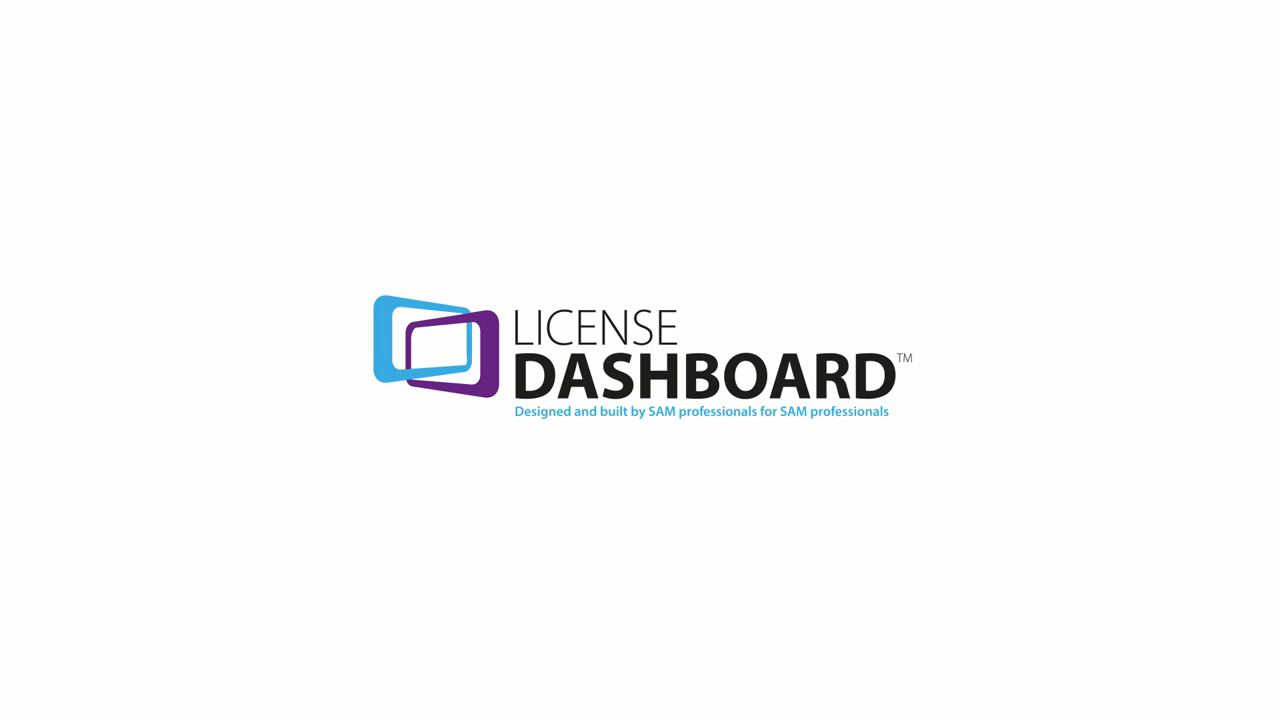 LICENSE
DASHBOARD™
Designed and built by SAM professionals for SAM professionals